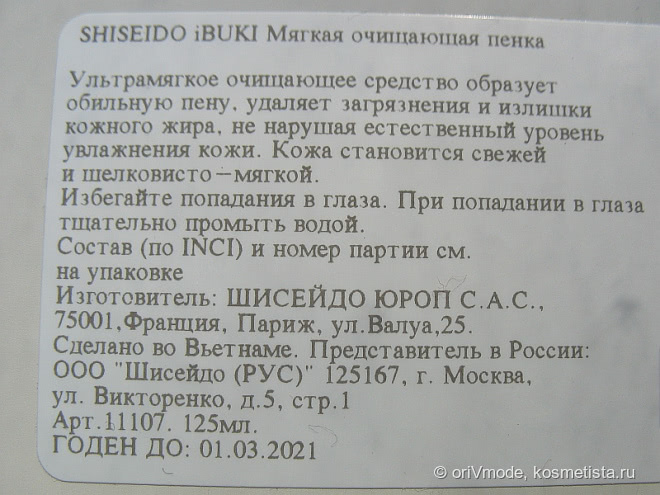 SHISEIDO iBUKI Мягкая очищающая пенка
Ультрамягкое очищающее средство образует
обильную пену, удаляет загрязнения и излишки
кожного жира, не нарушая естественный уровень
увлажнения кожи. Кожа становится свежей
и шелковисто–мягкой.
Избегайте попадания в глаза. При попадании в глаза
тщательно промыть водой.
Состав (по INCI) и номер партии см.
на упаковке
Изготовитель: ШИСЕЙДО ЮРОП С.А.С.,
75001,Франция, Париж, ул.Валуа,25.
Сделано во Вьетнаме. Представитель в России:
ООО "Шисейдо (РУС)" 125167, г. Москва,
ул. Викторенко, д.5, стр.1
Арт.11107. 125мл.
ГОДЕН ДО: 01.03.2021
© oriVmode, kosmetista.ru